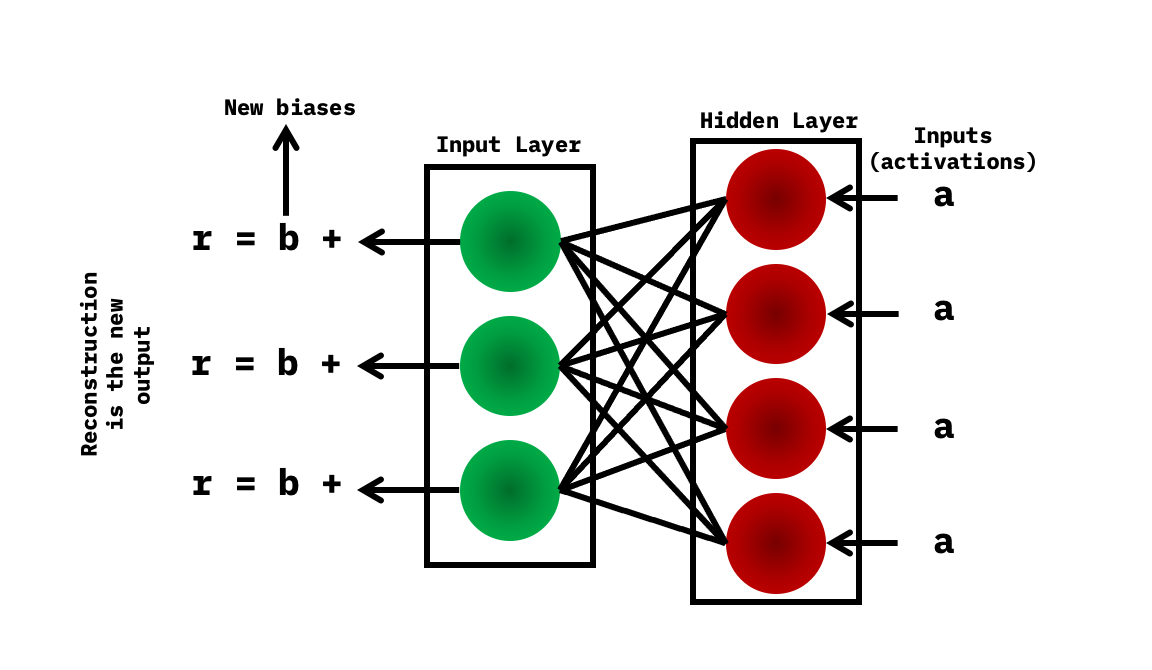 New biases
Input Layer
Hidden Layer
Inputs
(activations)
r = b +
r = b +
r = b +
a
a
a
a
Reconstruction
is the new
output